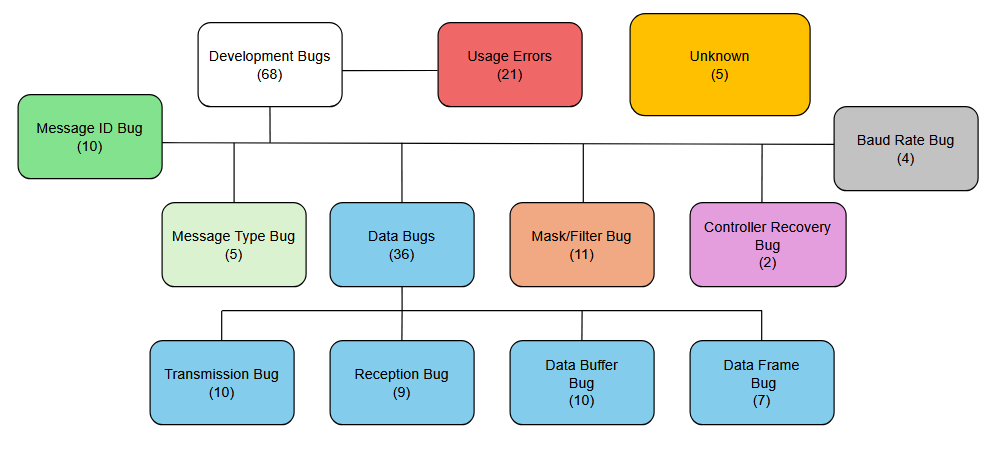 Development Bugs
(68)
Usage Errors
(21)
Unknown
(5)
Message ID Bug
(10)
Baud Rate Bug
(4)
Message Type Bug
(5)
Data Bugs
(36)
Mask/Filter Bug
(11)
Controller Recovery
Bug
(2)
Transmission Bug
(10)
Reception Bug
(9)
Data Buffer
Bug
(10)
Data Frame
Bug
(7)